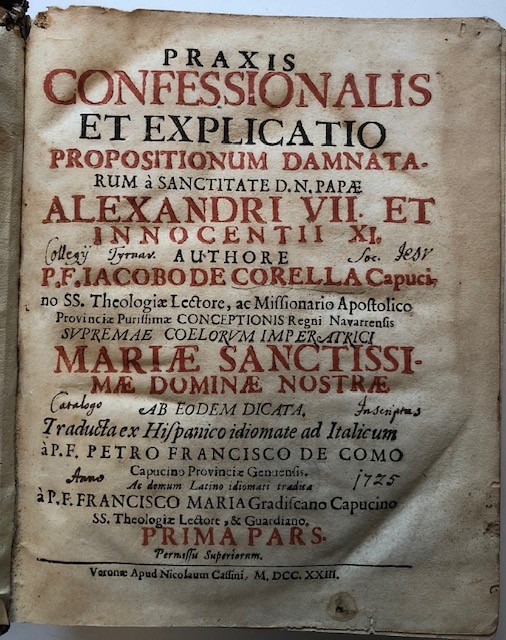 PRAXIS
CONFESSIONALIS
ET EXPLICATIO
PROPOSITIONUM DAMNATA-
RUM à SANCTITATE D.N. PAPÆ
ALEXANDRI VII. ET
INNOCENTII XI.
Collegij Tyrnav. AUTHORE Soc. Jesu
P.F. IACOBO DE CORELLA Capuci-
no SS. Theologiæ Lectore, ac Missionario Apostolico
Provinciæ Purissimæ CONCEPTIONIS Regni Navarrensis
SVPREMAE COELORVM IMPERATRICI
MARIÆ SANCTISSI-
MÆ DOMINÆ NOSTRÆ
Catalogo AB EODEM DICATA. Inscriptus
Traducta ex Hispanico idiomate ad Italicum
à P.F. PETRO FRANCISCO DE COMO
Capucino Provinciæ Genuensis.
Anno Ac demum Latino idiomati tradita 1725
à P.F. FRANCISCO MARIA Gradiscano Capucino
SS. Theologiæ Lectore, & Guardiano,
PRIMA PARS.
Permissu Superiorum.
Veronæ Apud Nicolaum Cassini, M, DCC. XXIII.